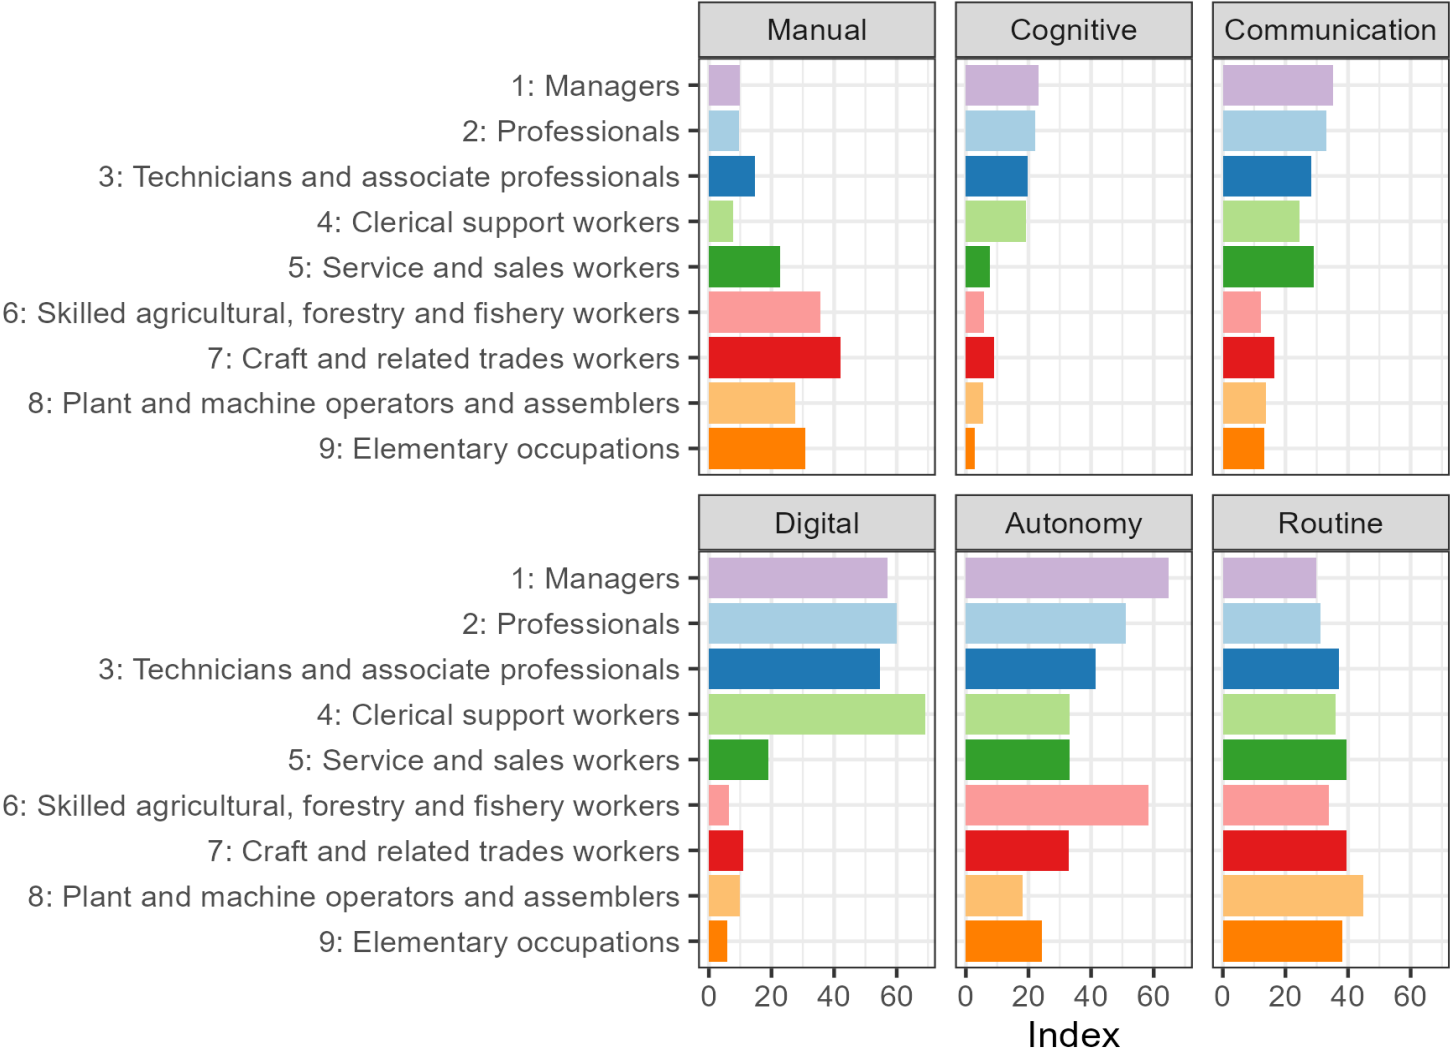 Manual Cognitive Communication
1: Managers
2: Professionals
3: Technicians and associate professionals
4: Clerical support workers
5: Service and sales workers
6: Skilled agricultural, forestry and fishery workers
7: Craft and related trades workers
8: Plant and machine operators and assemblers
9: Elementary occupations
Digital Autonomy Routine
1: Managers
2: Professionals
3: Technicians and associate professionals
4: Clerical support workers
5: Service and sales workers
6: Skilled agricultural, forestry and fishery workers
7: Craft and related trades workers
8: Plant and machine operators and assemblers
9: Elementary occupations
0 20 40 60 0 20 40 60 0 20 40 60
Index